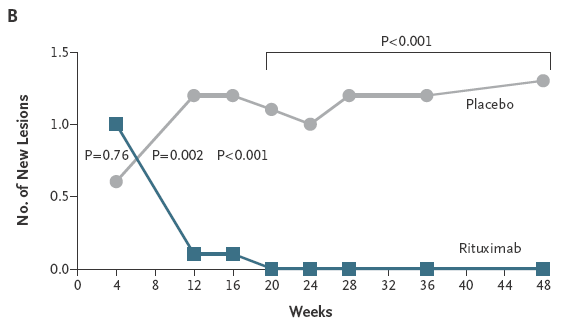 B
P<0.001
1.5
Placebo
1.0
P=0.76 P=0.002 P<0.001
No. of New Lesions
0.5
Rituximab
0.0
0 4 8 12 16 20 24 28 32 36 40 44 48
Weeks